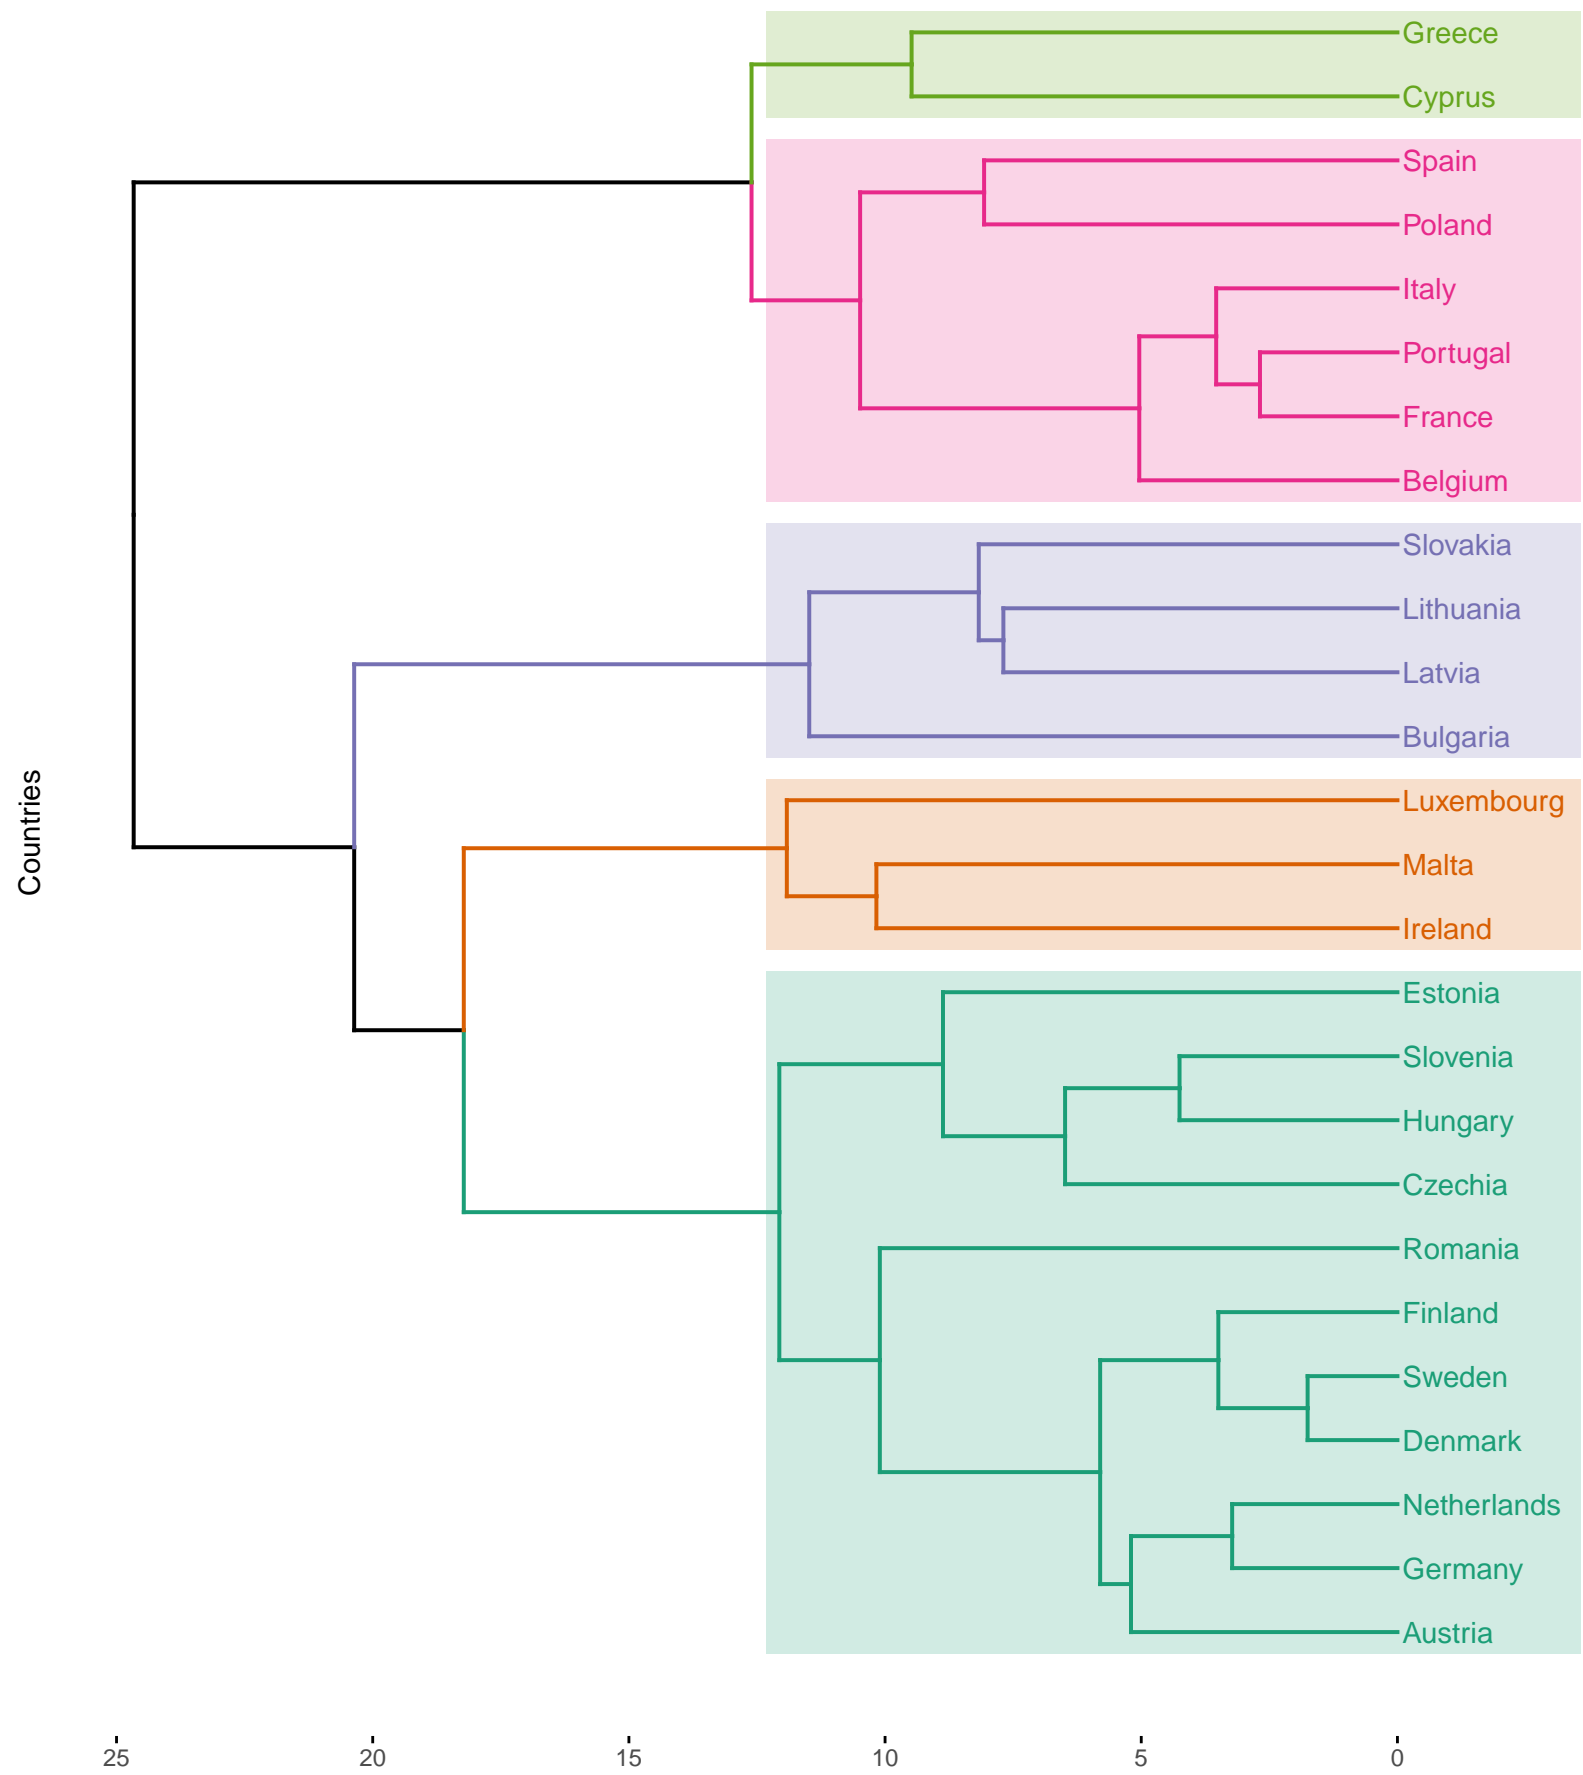 Greece
Cyprus
Spain
Poland
Italy
Portugal
France
Belgium
Slovakia
Lithuania
Latvia
Bulgaria
Luxembourg
Malta
Ireland
Estonia
Slovenia
Hungary
Czechia
Romania
Finland
Sweden
Denmark
Netherlands
Germany
Austria
Countries
25 20 15 10 5 0